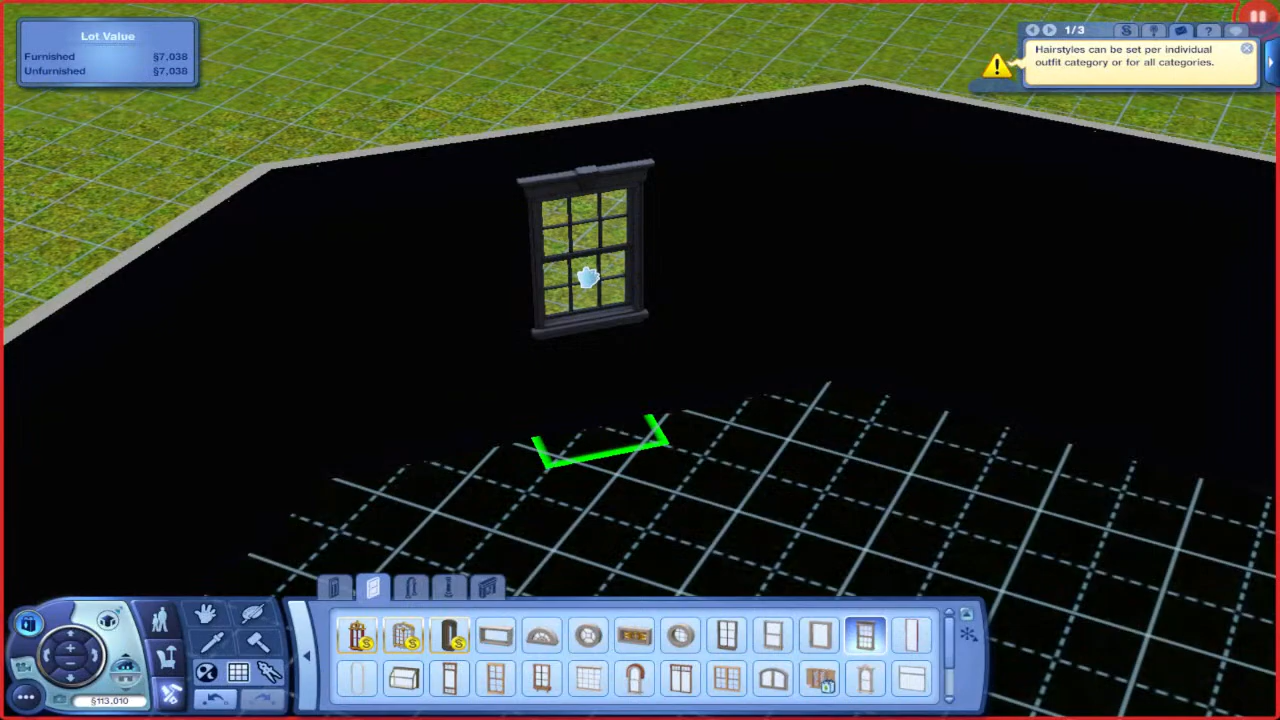 Lot Value
Furnished §7,038
Unfurnished §7,038
1/3
S ?
Hairstyles can be set per individual
outfit category or for all categories.
§113,010